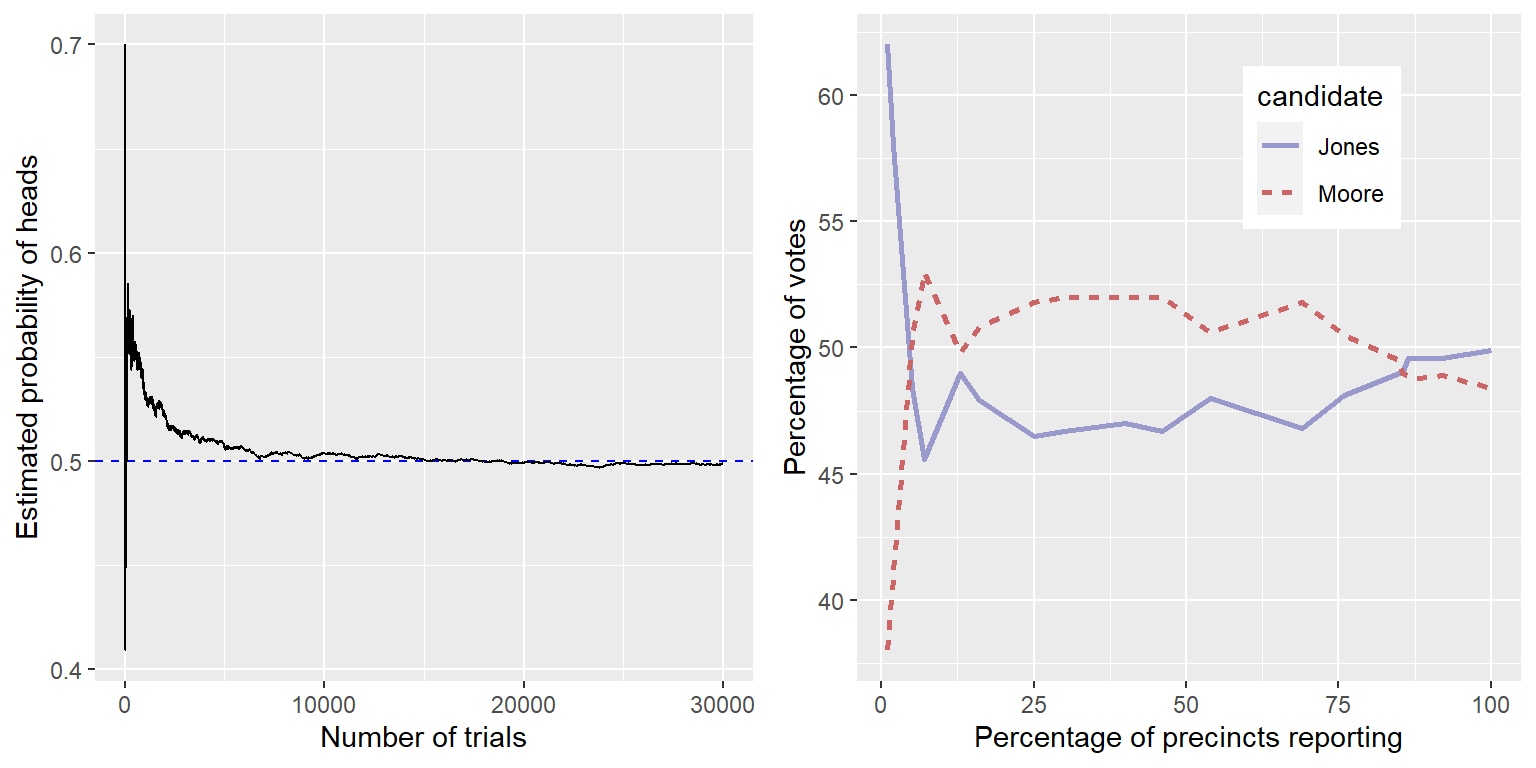 Estimated probability of heads
0.7
0.6
0.5
0.4
0
10000
20000
30000
Number of trials
Percentage of votes
60
55
50
45
40
0
25
50
75
100
Percentage of precincts reporting
candidate
Jones
Moore